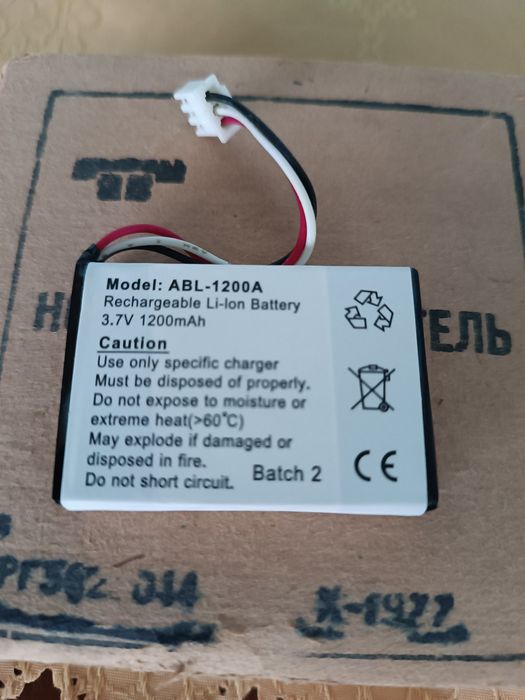 Model: ABL-1200A
Rechargeable Li-Ion Battery
3.7V 1200mAh
Caution
Use only specific charger
Must be disposed of properly.
Do not expose to moisture or
extreme heat(>60℃)
May explode if damaged or
disposed in fire.
Do not short circuit.
Batch 2
CE
ТЕЛЬ
X-1977